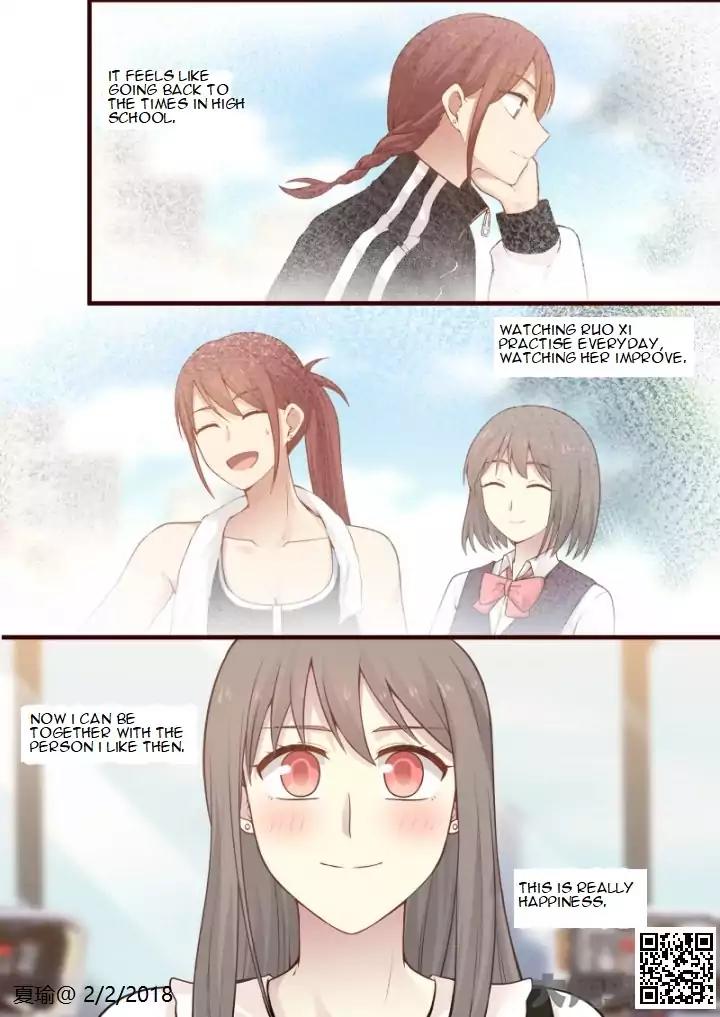 IT FEELS LIKE
GOING BACK TO
THE TIMES IN HIGH
SCHOOL.
WATCHING RUO XI
PRACTISE EVERYDAY,
WATCHING HER IMPROVE.
NOW I CAN BE
TOGETHER WITH THE
PERSON I LIKE THEN.
THIS IS REALLY
HAPPINESS.
夏瑜@ 2/2/2018